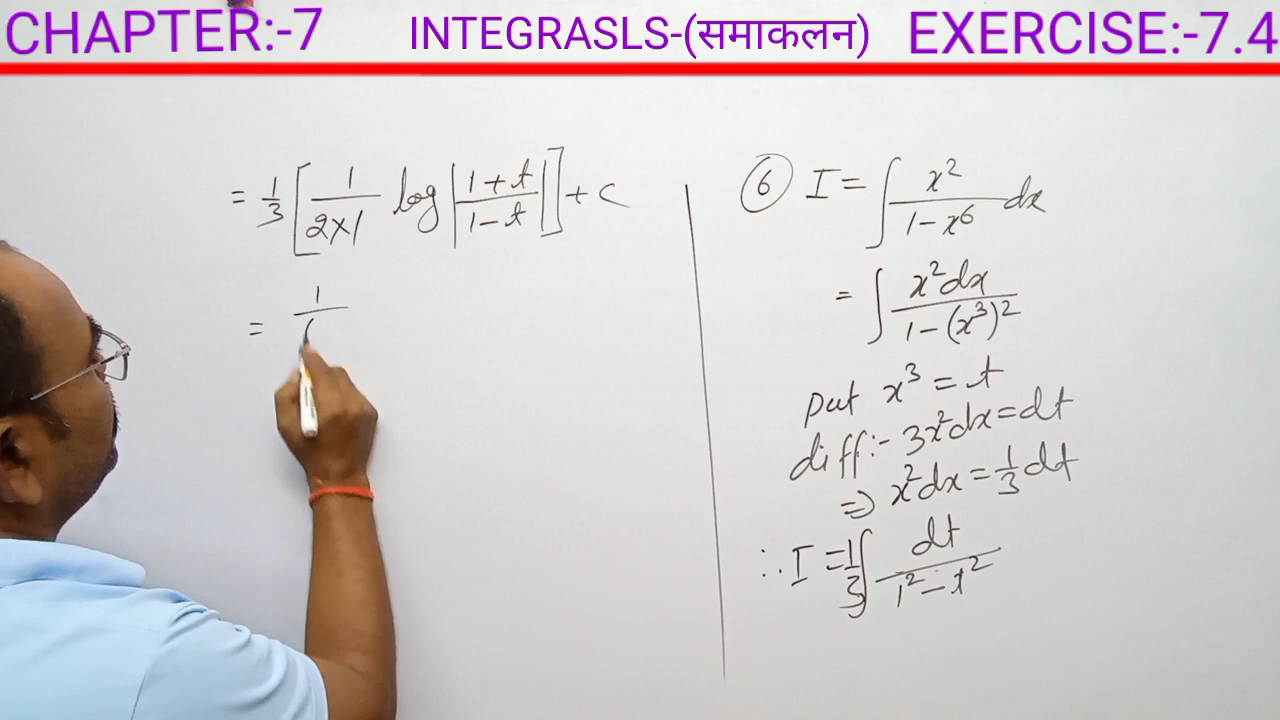 CHAPTER:-7 INTEGRASLS-(समाकलन) EXERCISE:-7.4
= 1/3 [1/(2×1) log |(1+t)/(1-t)|] + C
= 1/
⑥ I = ∫ x²/(1-x⁶) dx
= ∫ x²dx/(1-(x³)²)
put x³ = t
diff:- 3x²dx = dt
⇒ x²dx = 1/3 dt
∴ I = 1/3 ∫ dt/(1²-t²)